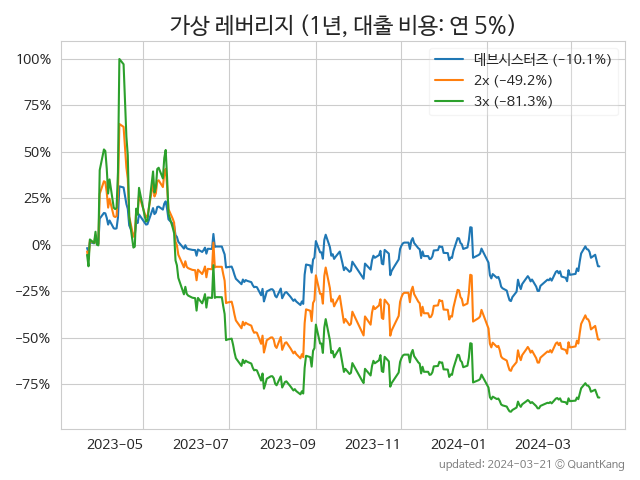 가상 레버리지 (1년, 대출 비용: 연 5%)
데브시스터즈 (−10.1%)
2x (−49.2%)
3x (−81.3%)
100%
75%
50%
25%
0%
−25%
−50%
−75%
2023-05 2023-07 2023-09 2023-11 2024-01 2024-03
updated: 2024-03-21 © QuantKang